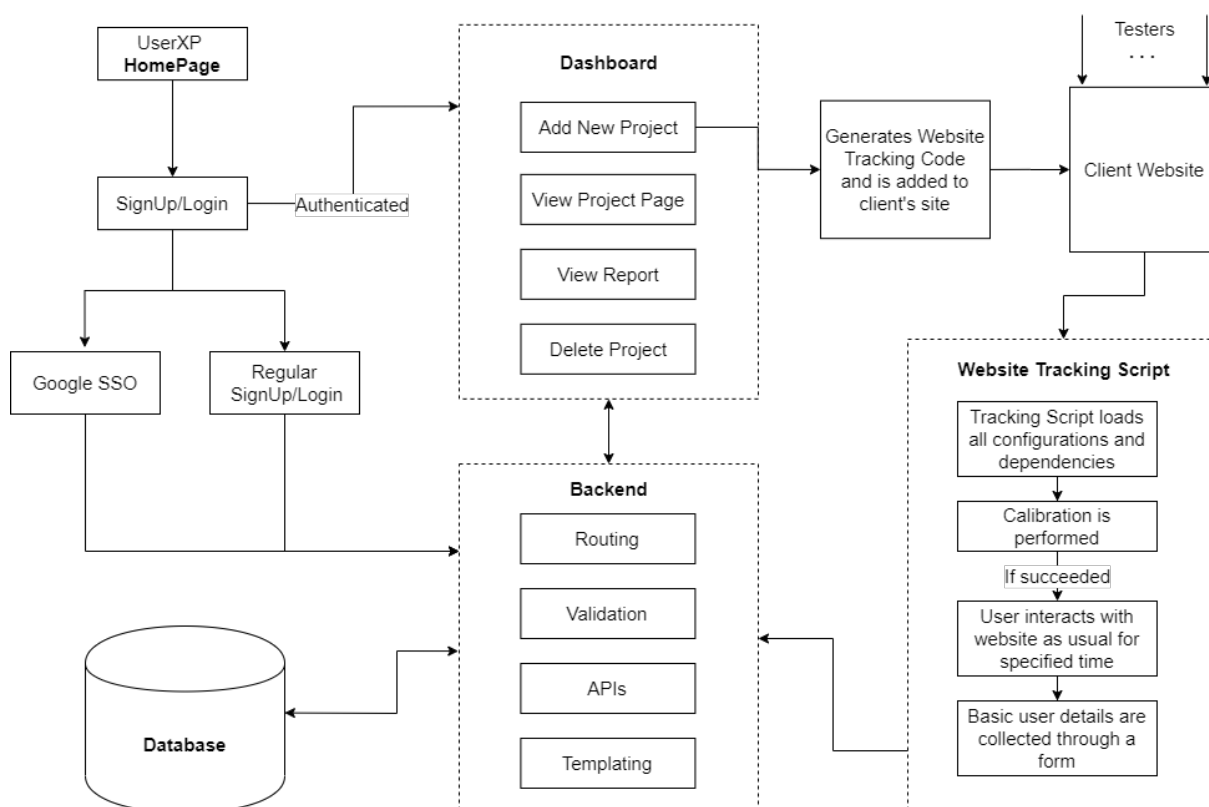 UserXP
HomePage
SignUp/Login
Authenticated
Google SSO
Regular
SignUp/Login
Dashboard
Add New Project
View Project Page
View Report
Delete Project
Generates Website
Tracking Code
and is added to
client's site
Testers
. . .
Client Website
Website Tracking Script
Tracking Script loads
all configurations and
dependencies
Calibration is
performed
If succeeded
User interacts with
website as usual for
specified time
Basic user details are
collected through a
form
Backend
Routing
Validation
APIs
Templating
Database